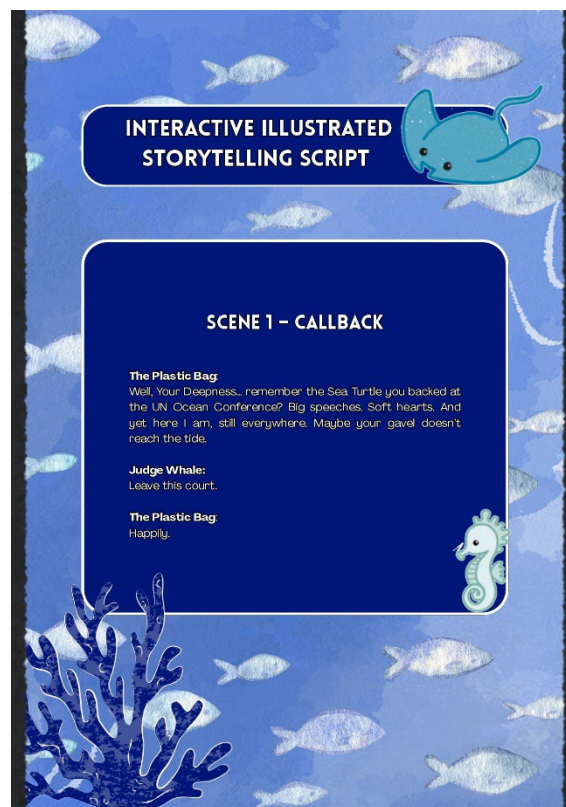 INTERACTIVE ILLUSTRATED
STORYTELLING SCRIPT
SCENE 1 – CALLBACK
The Plastic Bag:
Well, Your Deepness... remember the Sea Turtle you backed at
the UN Ocean Conference? Big speeches. Soft hearts. And
yet here I am, still everywhere. Maybe your gavel doesn't
reach the tide.
Judge Whale:
Leave this court.
The Plastic Bag:
Happily.